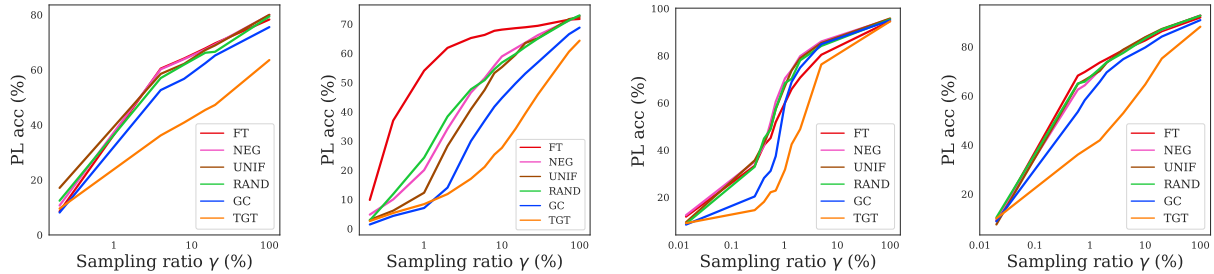 PL acc (%)
80
60
40
20
0
1
10
100
Sampling ratio γ (%)
FT
NEG
UNIF
RAND
GC
TGT
PL acc (%)
70
60
50
40
30
20
10
0
1
10
100
Sampling ratio γ (%)
FT
NEG
UNIF
RAND
GC
TGT
PL acc (%)
100
80
60
40
20
0.01
0.1
1
10
100
Sampling ratio γ (%)
FT
NEG
UNIF
RAND
GC
TGT
PL acc (%)
80
60
40
20
0.01
0.1
1
10
100
Sampling ratio γ (%)
FT
NEG
UNIF
RAND
GC
TGT